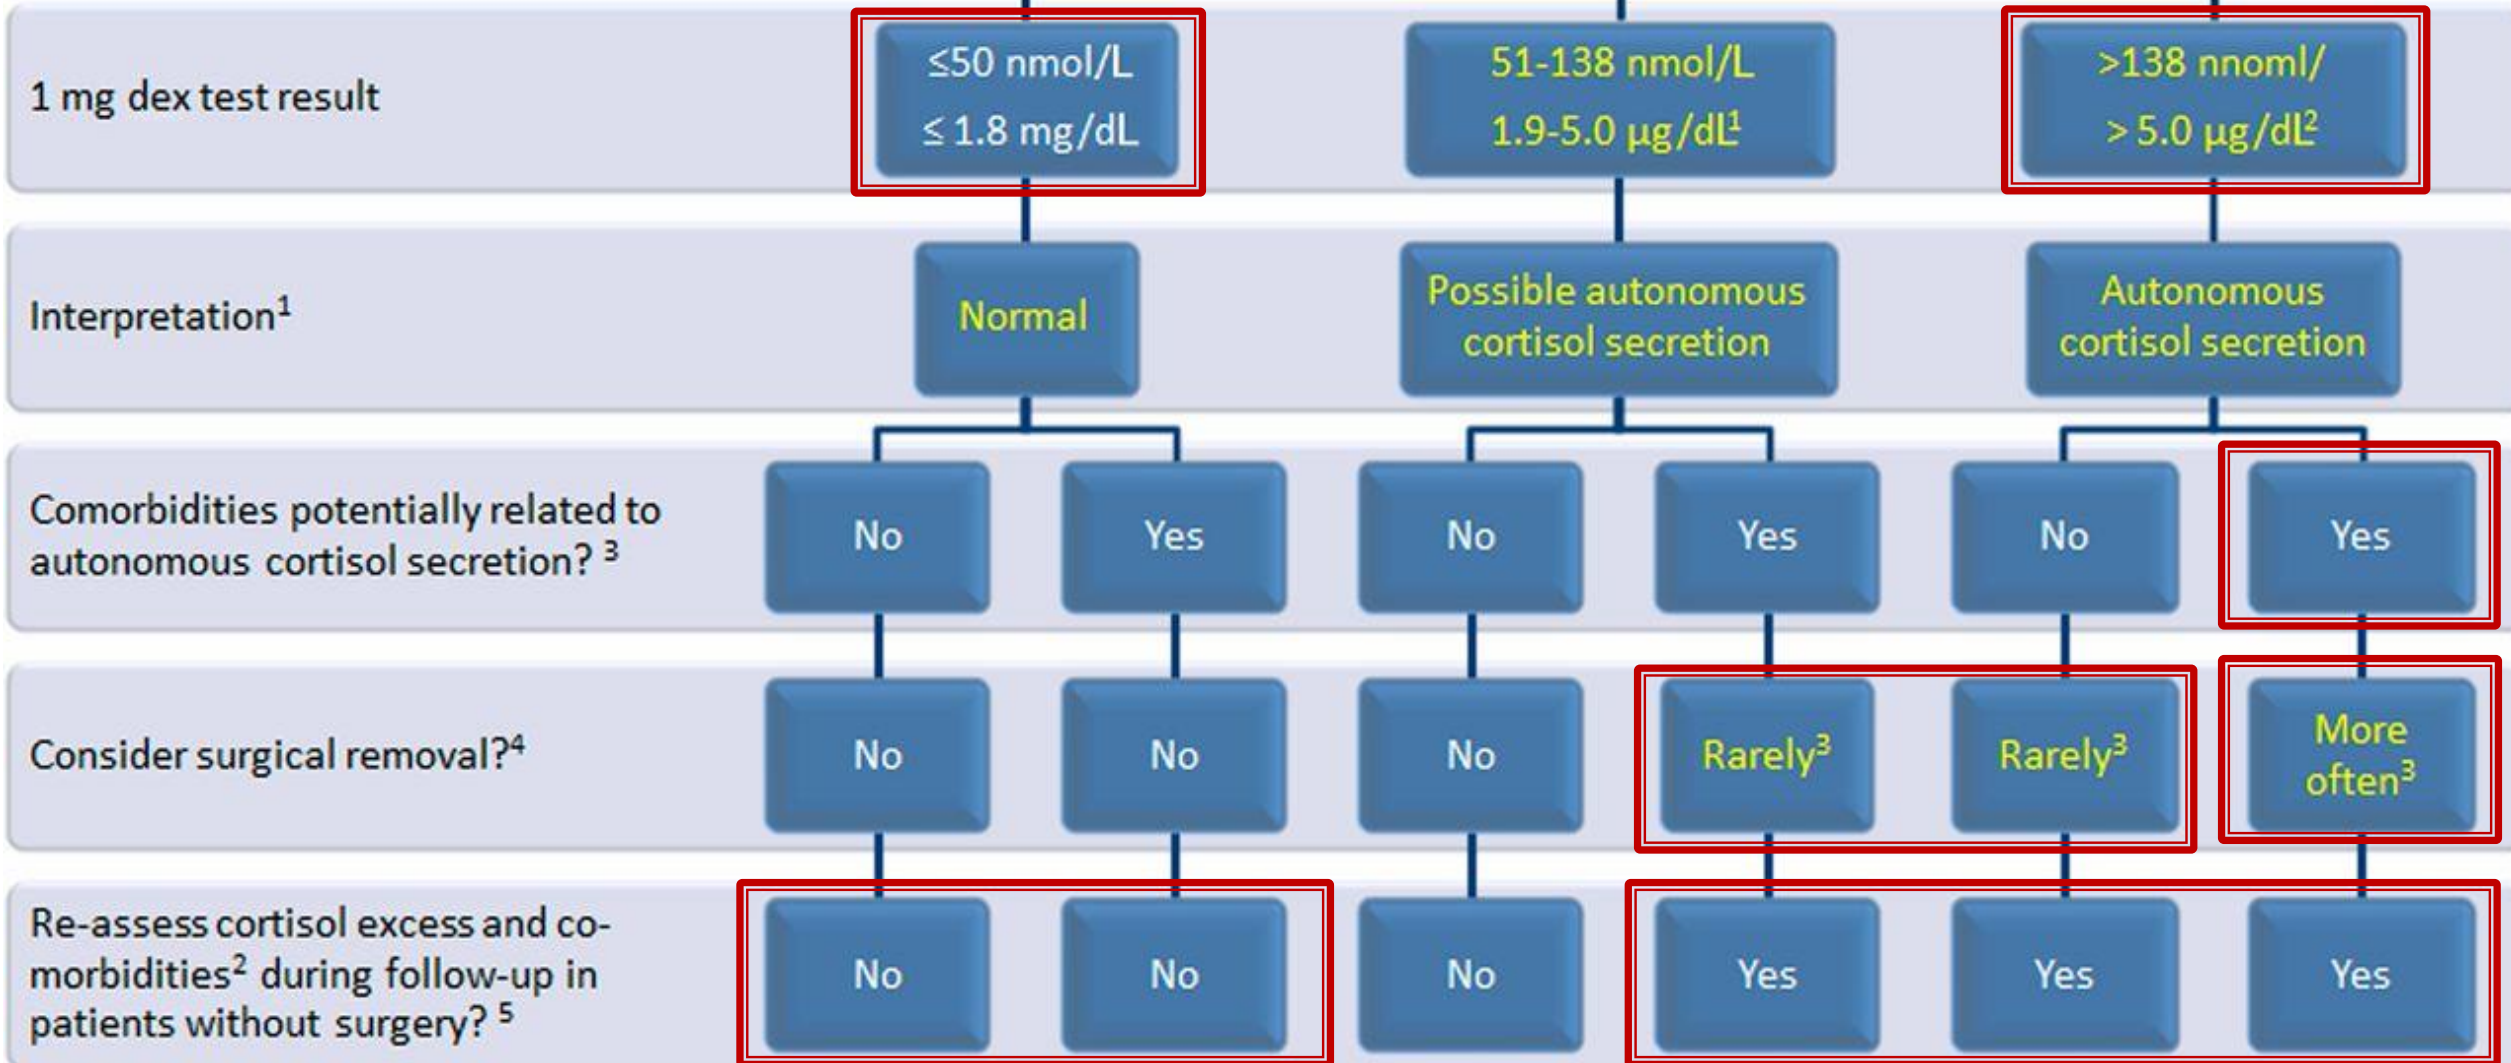 1 mg dex test result
≤50 nmol/L
≤ 1.8 mg/dL
51-138 nmol/L
1.9-5.0 µg/dL¹
>138 nnoml/
> 5.0 µg/dL²
Interpretation¹
Normal
Possible autonomous
cortisol secretion
Autonomous
cortisol secretion
Comorbidities potentially related to
autonomous cortisol secretion? ³
No
Yes
No
Yes
No
Yes
Consider surgical removal?⁴
No
No
No
Rarely³
Rarely³
More
often³
Re-assess cortisol excess and co-
morbidities² during follow-up in
patients without surgery? ⁵
No
No
No
Yes
Yes
Yes